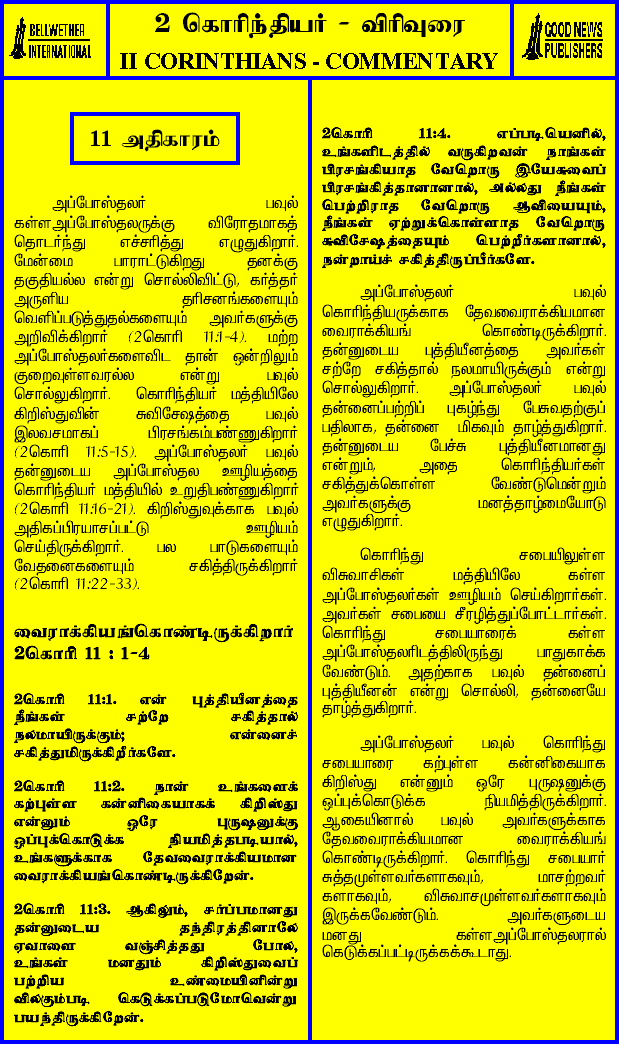 BELLWETHER
INTERNATIONAL
2 கொரிந்தியர் - விரிவுரை
II CORINTHIANS - COMMENTARY
GOOD NEWS
PUBLISHERS
11 அதிகாரம்
அப்போஸ்தலர் பவுல்
கள்ளஅப்போஸ்தலருக்கு விரோதமாகத்
தொடர்ந்து எச்சரித்து எழுதுகிறார்.
மேன்மை பாராட்டுகிறது தனக்கு
தகுதியல்ல என்று சொல்லிவிட்டு, கர்த்தர்
அருளிய தரிசனங்களையும்
வெளிப்படுத்துதல்களையும் அவர்களுக்கு
அறிவிக்கிறார் (2கொரி 11:1-4). மற்ற
அப்போஸ்தலர்களைவிட தான் ஒன்றிலும்
குறைவுள்ளவரல்ல என்று பவுல்
சொல்லுகிறார். கொரிந்தியர் மத்தியிலே
கிறிஸ்துவின் சுவிசேஷத்தை பவுல்
இலவசமாகப் பிரசங்கம்பண்ணுகிறார்
(2கொரி 11:5-15). அப்போஸ்தலர் பவுல்
தன்னுடைய அப்போஸ்தல ஊழியத்தை
கொரிந்தியர் மத்தியில் உறுதிபண்ணுகிறார்
(2கொரி 11:16-21). கிறிஸ்துவுக்காக பவுல்
அதிகப்பிரயாசப்பட்டு ஊழியம்
செய்திருக்கிறார். பல பாடுகளையும்
வேதனைகளையும் சகித்திருக்கிறார்
(2கொரி 11:22-33).
வைராக்கியங்கொண்டிருக்கிறார்
2கொரி 11 : 1-4
2கொரி 11:1. என் புத்தியீனத்தை
நீங்கள் சற்றே சகித்தால்
நலமாயிருக்கும்; என்னைச்
சகித்துமிருக்கிறீர்களே.
2கொரி 11:2. நான் உங்களைக்
கற்புள்ள கன்னிகையாகக் கிறிஸ்து
என்னும் ஒரே புருஷனுக்கு
ஒப்புக்கொடுக்க நியமித்தபடியால்,
உங்களுக்காக தேவவைராக்கியமான
வைராக்கியங்கொண்டிருக்கிறேன்.
2கொரி 11:3. ஆகிலும், சர்ப்பமானது
தன்னுடைய தந்திரத்தினாலே
ஏவாளை வஞ்சித்தது போல,
உங்கள் மனதும் கிறிஸ்துவைப்
பற்றிய உண்மையினின்று
விலகும்படி கெடுக்கப்படுமோவென்று
பயந்திருக்கிறேன்.
2கொரி 11:4. எப்படியெனில்,
உங்களிடத்தில் வருகிறவன் நாங்கள்
பிரசங்கியாத வேறொரு இயேசுவைப்
பிரசங்கித்தானானால், அல்லது நீங்கள்
பெற்றிராத வேறொரு ஆவியையும்,
நீங்கள் ஏற்றுக்கொள்ளாத வேறொரு
சுவிசேஷத்தையும் பெற்றீர்களானால்,
நன்றாய்ச் சகித்திருப்பீர்களே.
அப்போஸ்தலர் பவுல்
கொரிந்தியருக்காக தேவவைராக்கியமான
வைராக்கியங் கொண்டிருக்கிறார்.
தன்னுடைய புத்தியீனத்தை அவர்கள்
சற்றே சகித்தால் நலமாயிருக்கும் என்று
சொல்லுகிறார். அப்போஸ்தலர் பவுல்
தன்னைப்பற்றிப் புகழ்ந்து பேசுவதற்குப்
பதிலாக, தன்னை மிகவும் தாழ்த்துகிறார்.
தன்னுடைய பேச்சு புத்தியீனமானது
என்றும், அதை கொரிந்தியர்கள்
சகித்துக்கொள்ள வேண்டுமென்றும்
அவர்களுக்கு மனத்தாழ்மையோடு
எழுதுகிறார்.
கொரிந்து சபையிலுள்ள
விசுவாசிகள் மத்தியிலே கள்ள
அப்போஸ்தலர்கள் ஊழியம் செய்கிறார்கள்.
அவர்கள் சபையை சீரழித்துப்போட்டார்கள்.
கொரிந்து சபையாரைக் கள்ள
அப்போஸ்தலரிடத்திலிருந்து பாதுகாக்க
வேண்டும். அதற்காக பவுல் தன்னைப்
புத்தியீனன் என்று சொல்லி, தன்னையே
தாழ்த்துகிறார்.
அப்போஸ்தலர் பவுல் கொரிந்து
சபையாரை கற்புள்ள கன்னிகையாக
கிறிஸ்து என்னும் ஒரே புருஷனுக்கு
ஒப்புக்கொடுக்க நியமித்திருக்கிறார்.
ஆகையினால் பவுல் அவர்களுக்காக
தேவவைராக்கியமான வைராக்கியங்
கொண்டிருக்கிறார். கொரிந்து சபையார்
சுத்தமுள்ளவர்களாகவும், மாசற்றவர்
களாகவும், விசுவாசமுள்ளவர்களாகவும்
இருக்கவேண்டும். அவர்களுடைய
மனது கள்ளஅப்போஸ்தலரால்
கெடுக்கப்பட்டிருக்கக்கூடாது.